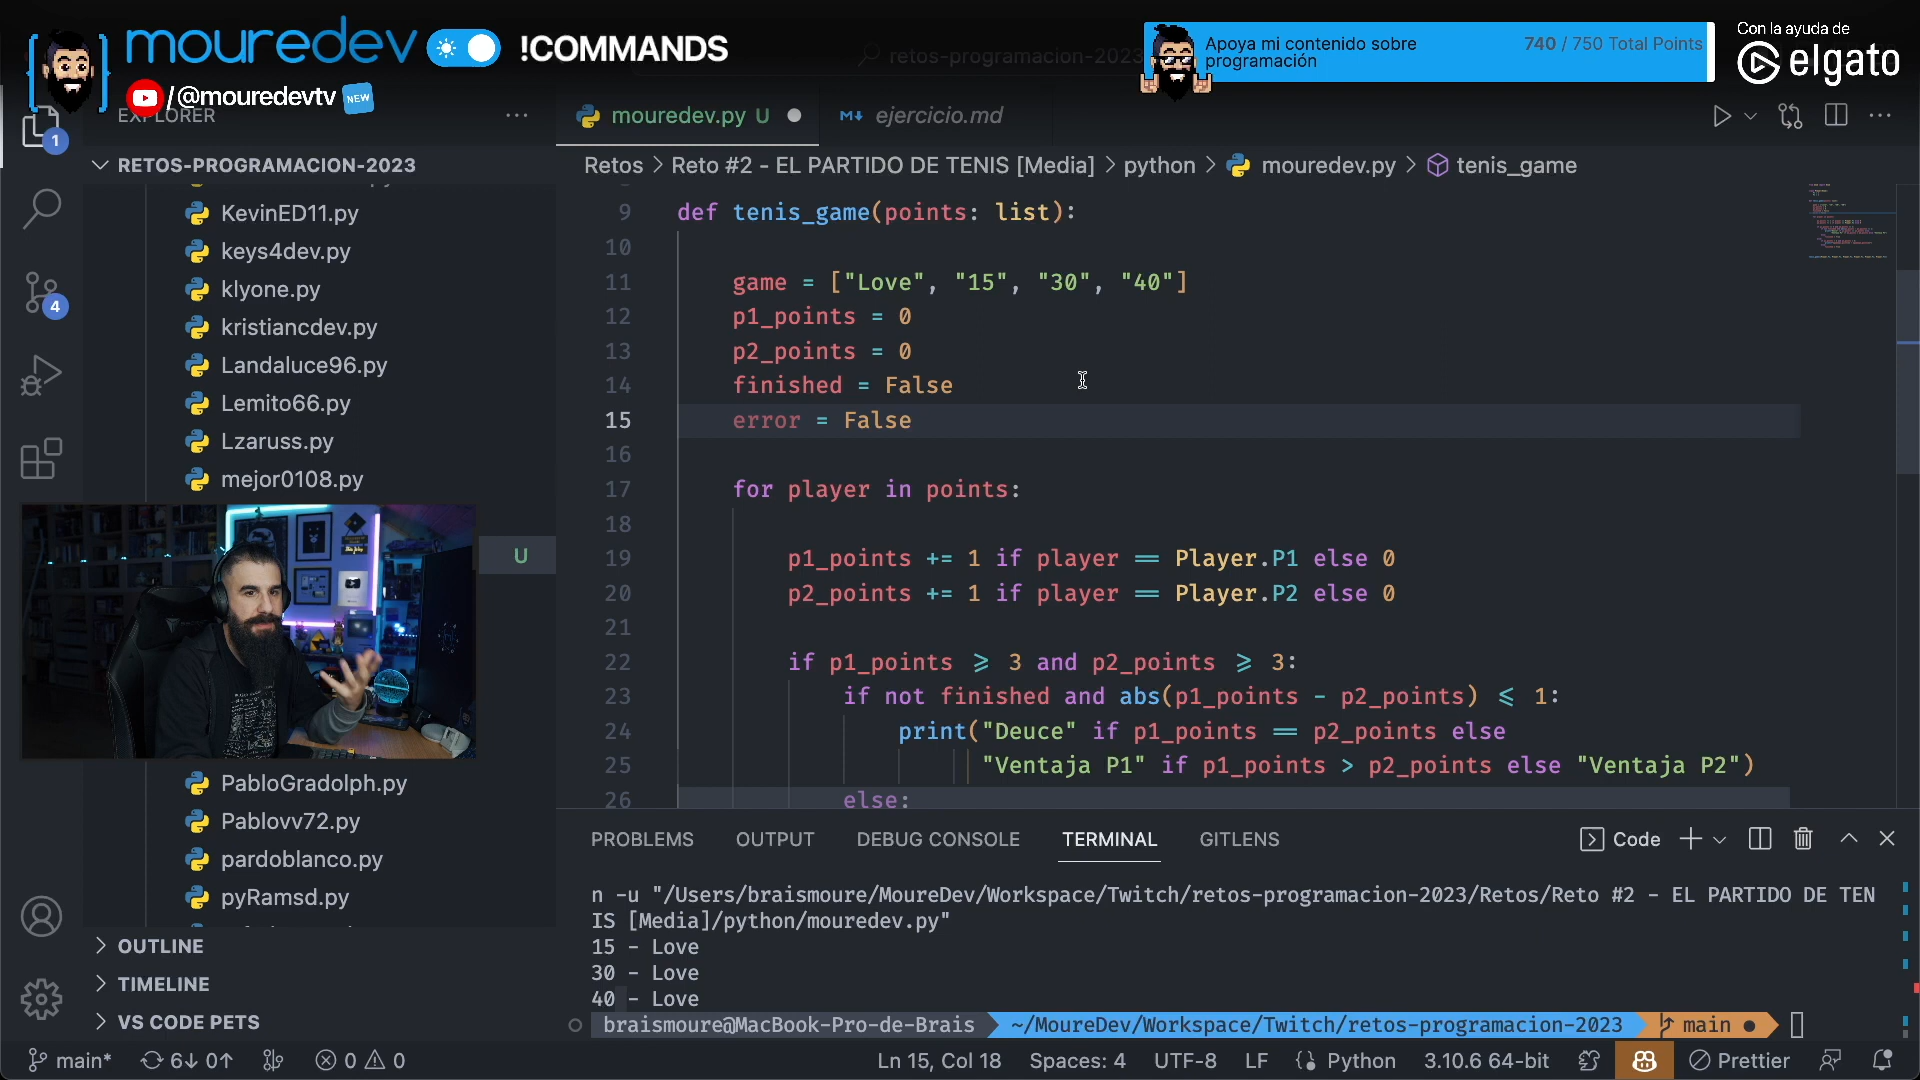 mouredev !COMMANDS
/@mouredevtv NEW
retos-programacion-2023
Apoya mi contenido sobre
programación
740 / 750 Total Points
Con la ayuda de
elgato
EXPLORER ...
mouredev.py U
ejercicio.md
1
RETOS-PROGRAMACION-2023
Retos > Reto #2 - EL PARTIDO DE TENIS [Media] > python > mouredev.py > tenis_game
KevinED11.py
keys4dev.py
klyone.py
4
kristiancdev.py
Landaluce96.py
Lemito66.py
Lzaruss.py
mejor0108.py
U
PabloGradolph.py
Pablovv72.py
pardoblanco.py
pyRamsd.py
OUTLINE
TIMELINE
VS CODE PETS
9 def tenis_game(points: list):
10
11 game = ["Love", "15", "30", "40"]
12 p1_points = 0
13 p2_points = 0
14 finished = False
15 error = False
16
17 for player in points:
18
19 p1_points += 1 if player == Player.P1 else 0
20 p2_points += 1 if player == Player.P2 else 0
21
22 if p1_points ⩾ 3 and p2_points ⩾ 3:
23 if not finished and abs(p1_points - p2_points) ⩽ 1:
24 print("Deuce" if p1_points == p2_points else
25 "Ventaja P1" if p1_points > p2_points else "Ventaja P2")
26 else:
PROBLEMS OUTPUT DEBUG CONSOLE TERMINAL GITLENS
Code
n -u "/Users/braismoure/MoureDev/Workspace/Twitch/retos-programacion-2023/Retos/Reto #2 - EL PARTIDO DE TEN
IS [Media]/python/mouredev.py"
15 - Love
30 - Love
40 - Love
braismoure@MacBook-Pro-de-Brais ~/MoureDev/Workspace/Twitch/retos-programacion-2023 main ●
main* 6↓ 0↑ 0 0 Ln 15, Col 18 Spaces: 4 UTF-8 LF {} Python 3.10.6 64-bit Prettier